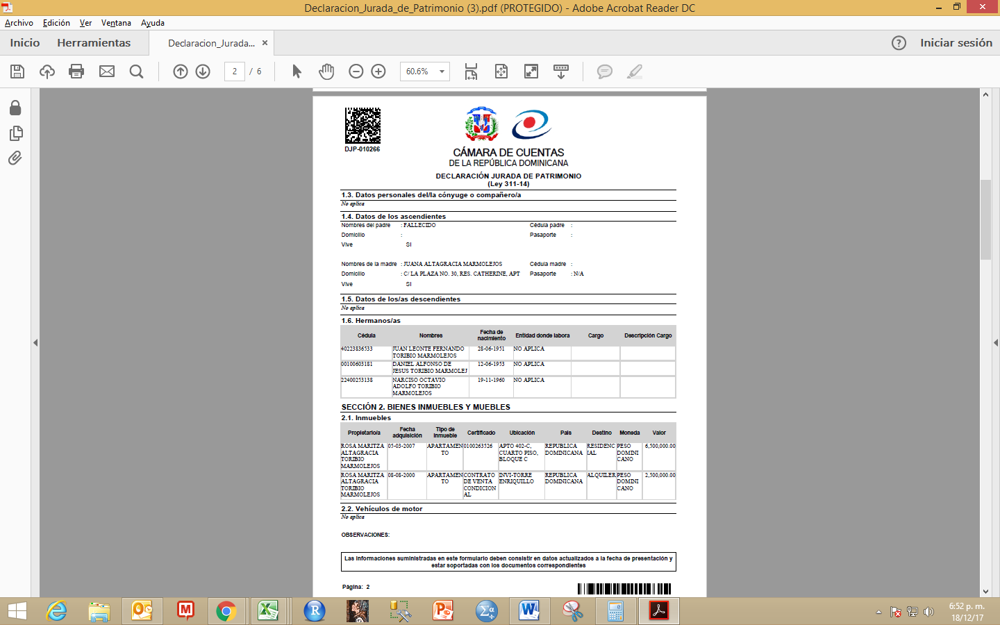 Declaracion_Jurada_de_Patrimonio (3).pdf (PROTEGIDO) - Adobe Acrobat Reader DC
Archivo Edición Ver Ventana Ayuda
Inicio Herramientas Declaracion_Jurada... × ? Iniciar sesión
2 / 6 60.6%
DJP-010266
CÁMARA DE CUENTAS
DE LA REPÚBLICA DOMINICANA
DECLARACIÓN JURADA DE PATRIMONIO
(Ley 311-14)
1.3. Datos personales del/la cónyuge o compañero/a
No aplica
1.4. Datos de los ascendientes
Nombres del padre : FALLECIDO Cédula padre :
Domicilio : Pasaporte :
Vive SI
Nombres de la madre : JUANA ALTAGRACIA MARMOLEJOS Cédula madre :
Domicilio : C/ LA PLAZA NO. 30, RES. CATHERINE, APT Pasaporte : N/A
Vive SI
1.5. Datos de los/as descendientes
No aplica
1.6. Hermanos/as
Cédula Nombres Fecha de nacimiento Entidad donde labora Cargo Descripción Cargo
40223836533 JUAN LEONTE FERNANDO 28-06-1951 NO APLICA
TORIBIO MARMOLEJOS
00100603181 DANIEL ALFONSO DE 12-06-1953 NO APLICA
JESUS TORIBIO MARMOLEJ
22400253138 NARCISO OCTAVIO 19-11-1960 NO APLICA
ADOLFO TORIBIO
MARMOLEJOS
SECCIÓN 2. BIENES INMUEBLES Y MUEBLES
2.1. Inmuebles
Propietario/a Fecha adquisición Tipo de inmueble Certificado Ubicación País Destino Moneda Valor
ROSA MARITZA 05-03-2007 APARTAMEN 0100263526 APTO 402-C, REPUBLICA RESIDENC PESO 6,500,000.00
ALTAGRACIA TO CUARTO PISO, DOMINICANA IAL DOMINI
TORIBIO BLOQUE C CANO
MARMOLEJOS
ROSA MARITZA 08-08-2000 APARTAMEN CONTRATO INVI-TORRE REPUBLICA ALQUILER PESO 2,500,000.00
ALTAGRACIA TO DE VENTA ENRIQUILLO DOMINICANA DOMINI
TORIBIO CONDICION CANO
MARMOLEJOS AL
2.2. Vehículos de motor
No aplica
OBSERVACIONES:
Las informaciones suministradas en este formulario deben consistir en datos actualizados a la fecha de presentación y
estar soportadas con los documentos correspondientes
Página: 2
6:52 p. m.
18/12/17